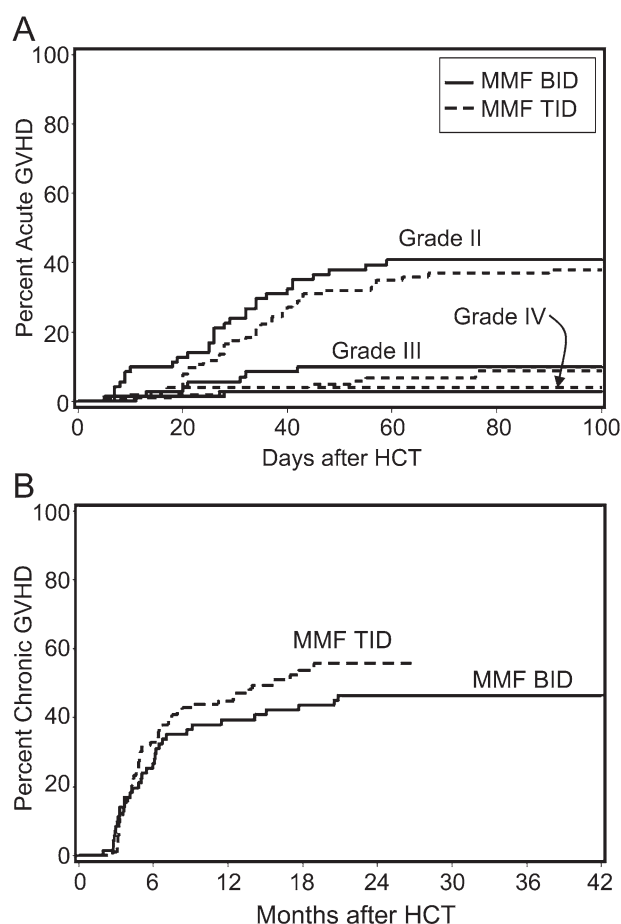 A
Percent Acute GVHD
100
80
60
40
20
0
MMF BID
MMF TID
Grade II
Grade IV
Grade III
0 20 40 60 80 100
Days after HCT
B
Percent Chronic GVHD
100
80
60
40
20
0
MMF TID
MMF BID
0 6 12 18 24 30 36 42
Months after HCT